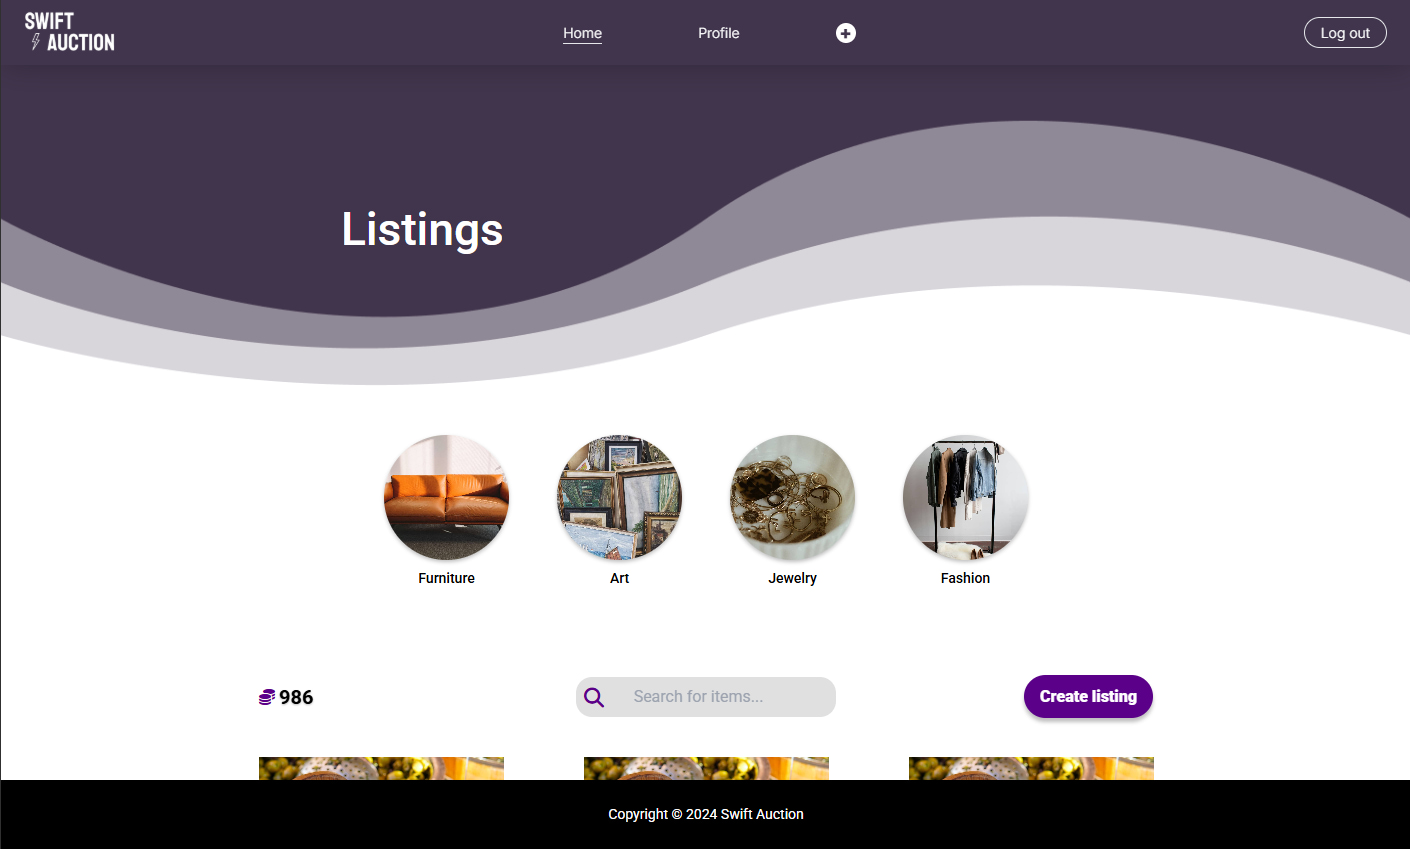 SWIFT
AUCTION
Home
Profile
Log out
Listings
Furniture
Art
Jewelry
Fashion
986
Search for items...
Create listing
Copyright © 2024 Swift Auction